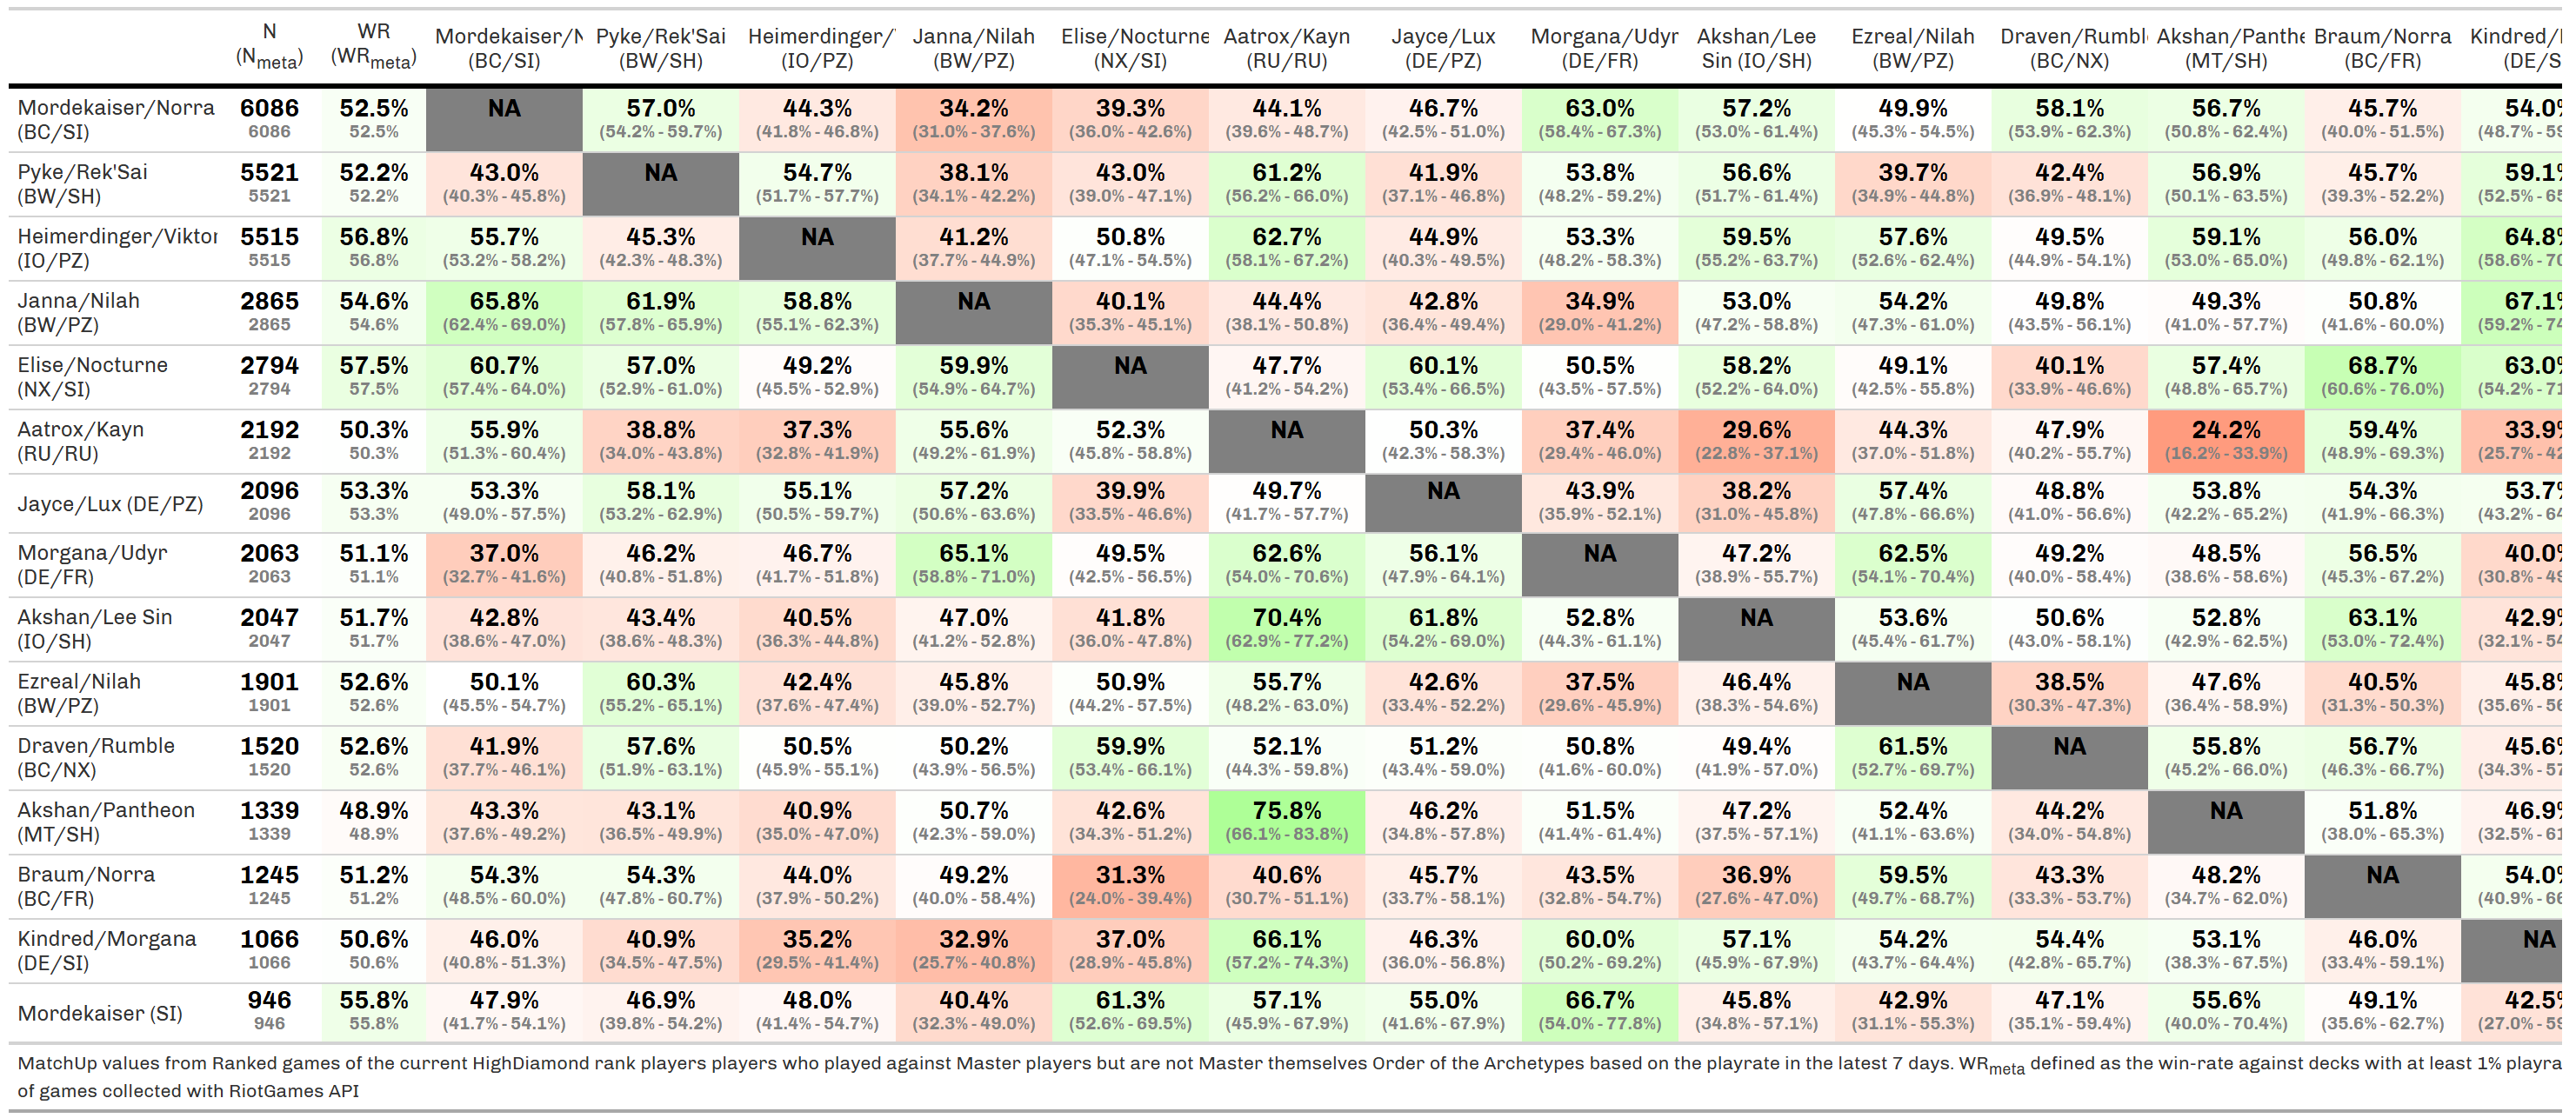 N WR Mordekaiser/N Pyke/Rek'Sai Heimerdinger/ Janna/Nilah Elise/Nocturne Aatrox/Kayn Jayce/Lux Morgana/Udyr Akshan/Lee Ezreal/Nilah Draven/Rumbl Akshan/Panthe Braum/Norra Kindred/
(Nmeta) (WRmeta) (BC/SI) (BW/SH) (IO/PZ) (BW/PZ) (NX/SI) (RU/RU) (DE/PZ) (DE/FR) Sin (IO/SH) (BW/PZ) (BC/NX) (MT/SH) (BC/FR) (DE/S
Mordekaiser/Norra 6086 52.5% NA 57.0% 44.3% 34.2% 39.3% 44.1% 46.7% 63.0% 57.2% 49.9% 58.1% 56.7% 45.7% 54.0%
(BC/SI) 6086 52.5% (54.2% - 59.7%) (41.8% - 46.8%) (31.0% - 37.6%) (36.0% - 42.6%) (39.6% - 48.7%) (42.5% - 51.0%) (58.4% - 67.3%) (53.0% - 61.4%) (45.3% - 54.5%) (53.9% - 62.3%) (50.8% - 62.4%) (40.0% - 51.5%) (48.7% - 59
Pyke/Rek'Sai 5521 52.2% 43.0% NA 54.7% 38.1% 43.0% 61.2% 41.9% 53.8% 56.6% 39.7% 42.4% 56.9% 45.7% 59.1%
(BW/SH) 5521 52.2% (40.3% - 45.8%) (51.7% - 57.7%) (34.1% - 42.2%) (39.0% - 47.1%) (56.2% - 66.0%) (37.1% - 46.8%) (48.2% - 59.2%) (51.7% - 61.4%) (34.9% - 44.8%) (36.9% - 48.1%) (50.1% - 63.5%) (39.3% - 52.2%) (52.5% - 65
Heimerdinger/Viktor 5515 56.8% 55.7% 45.3% NA 41.2% 50.8% 62.7% 44.9% 53.3% 59.5% 57.6% 49.5% 59.1% 56.0% 64.8%
(IO/PZ) 5515 56.8% (53.2% - 58.2%) (42.3% - 48.3%) (37.7% - 44.9%) (47.1% - 54.5%) (58.1% - 67.2%) (40.3% - 49.5%) (48.2% - 58.3%) (55.2% - 63.7%) (52.6% - 62.4%) (44.9% - 54.1%) (53.0% - 65.0%) (49.8% - 62.1%) (58.6% - 70
Janna/Nilah 2865 54.6% 65.8% 61.9% 58.8% NA 40.1% 44.4% 42.8% 34.9% 53.0% 54.2% 49.8% 49.3% 50.8% 67.1%
(BW/PZ) 2865 54.6% (62.4% - 69.0%) (57.8% - 65.9%) (55.1% - 62.3%) (35.3% - 45.1%) (38.1% - 50.8%) (36.4% - 49.4%) (29.0% - 41.2%) (47.2% - 58.8%) (47.3% - 61.0%) (43.5% - 56.1%) (41.0% - 57.7%) (41.6% - 60.0%) (59.2% - 74
Elise/Nocturne 2794 57.5% 60.7% 57.0% 49.2% 59.9% NA 47.7% 60.1% 50.5% 58.2% 49.1% 40.1% 57.4% 68.7% 63.0%
(NX/SI) 2794 57.5% (57.4% - 64.0%) (52.9% - 61.0%) (45.5% - 52.9%) (54.9% - 64.7%) (41.2% - 54.2%) (53.4% - 66.5%) (43.5% - 57.5%) (52.2% - 64.0%) (42.5% - 55.8%) (33.9% - 46.6%) (48.8% - 65.7%) (60.6% - 76.0%) (54.2% - 71
Aatrox/Kayn 2192 50.3% 55.9% 38.8% 37.3% 55.6% 52.3% NA 50.3% 37.4% 29.6% 44.3% 47.9% 24.2% 59.4% 33.9%
(RU/RU) 2192 50.3% (51.3% - 60.4%) (34.0% - 43.8%) (32.8% - 41.9%) (49.2% - 61.9%) (45.8% - 58.8%) (42.3% - 58.3%) (29.4% - 46.0%) (22.8% - 37.1%) (37.0% - 51.8%) (40.2% - 55.7%) (16.2% - 33.9%) (48.9% - 69.3%) (25.7% - 42
Jayce/Lux (DE/PZ) 2096 53.3% 53.3% 58.1% 55.1% 57.2% 39.9% 49.7% NA 43.9% 38.2% 57.4% 48.8% 53.8% 54.3% 53.7%
2096 53.3% (49.0% - 57.5%) (53.2% - 62.9%) (50.5% - 59.7%) (50.6% - 63.6%) (33.5% - 46.6%) (41.7% - 57.7%) (35.9% - 52.1%) (31.0% - 45.8%) (47.8% - 66.6%) (41.0% - 56.6%) (42.2% - 65.2%) (41.9% - 66.3%) (43.2% - 64
Morgana/Udyr 2063 51.1% 37.0% 46.2% 46.7% 65.1% 49.5% 62.6% 56.1% NA 47.2% 62.5% 49.2% 48.5% 56.5% 40.0%
(DE/FR) 2063 51.1% (32.7% - 41.6%) (40.8% - 51.8%) (41.7% - 51.8%) (58.8% - 71.0%) (42.5% - 56.5%) (54.0% - 70.6%) (47.9% - 64.1%) (38.9% - 55.7%) (54.1% - 70.4%) (40.0% - 58.4%) (38.6% - 58.6%) (45.3% - 67.2%) (30.8% - 49
Akshan/Lee Sin 2047 51.7% 42.8% 43.4% 40.5% 47.0% 41.8% 70.4% 61.8% 52.8% NA 53.6% 50.6% 52.8% 63.1% 42.9%
(IO/SH) 2047 51.7% (38.6% - 47.0%) (38.6% - 48.3%) (36.3% - 44.8%) (41.2% - 52.8%) (36.0% - 47.8%) (62.9% - 77.2%) (54.2% - 69.0%) (44.3% - 61.1%) (45.4% - 61.7%) (43.0% - 58.1%) (42.9% - 62.5%) (53.0% - 72.4%) (32.1% - 54
Ezreal/Nilah 1901 52.6% 50.1% 60.3% 42.4% 45.8% 50.9% 55.7% 42.6% 37.5% 46.4% NA 38.5% 47.6% 40.5% 45.8%
(BW/PZ) 1901 52.6% (45.5% - 54.7%) (55.2% - 65.1%) (37.6% - 47.4%) (39.0% - 52.7%) (44.2% - 57.5%) (48.2% - 63.0%) (33.4% - 52.2%) (29.6% - 45.9%) (38.3% - 54.6%) (30.3% - 47.3%) (36.4% - 58.9%) (31.3% - 50.3%) (35.6% - 56
Draven/Rumble 1520 52.6% 41.9% 57.6% 50.5% 50.2% 59.9% 52.1% 51.2% 50.8% 49.4% 61.5% NA 55.8% 56.7% 45.6%
(BC/NX) 1520 52.6% (37.7% - 46.1%) (51.9% - 63.1%) (45.9% - 55.1%) (43.9% - 56.5%) (53.4% - 66.1%) (44.3% - 59.8%) (43.4% - 59.0%) (41.6% - 60.0%) (41.9% - 57.0%) (52.7% - 69.7%) (45.2% - 66.0%) (46.3% - 66.7%) (34.3% - 57
Akshan/Pantheon 1339 48.9% 43.3% 43.1% 40.9% 50.7% 42.6% 75.8% 46.2% 51.5% 47.2% 52.4% 44.2% NA 51.8% 46.9%
(MT/SH) 1339 48.9% (37.6% - 49.2%) (36.5% - 49.9%) (35.0% - 47.0%) (42.3% - 59.0%) (34.3% - 51.2%) (66.1% - 83.8%) (34.8% - 57.8%) (41.4% - 61.4%) (37.5% - 57.1%) (41.1% - 63.6%) (34.0% - 54.8%) (38.0% - 65.3%) (32.5% - 61
Braum/Norra 1245 51.2% 54.3% 54.3% 44.0% 49.2% 31.3% 40.6% 45.7% 43.5% 36.9% 59.5% 43.3% 48.2% NA 54.0%
(BC/FR) 1245 51.2% (48.5% - 60.0%) (47.8% - 60.7%) (37.9% - 50.2%) (40.0% - 58.4%) (24.0% - 39.4%) (30.7% - 51.1%) (33.7% - 58.1%) (32.8% - 54.7%) (27.6% - 47.0%) (49.7% - 68.7%) (33.3% - 53.7%) (34.7% - 62.0%) (40.9% - 66
Kindred/Morgana 1066 50.6% 46.0% 40.9% 35.2% 32.9% 37.0% 66.1% 46.3% 60.0% 57.1% 54.2% 54.4% 53.1% 46.0% NA
(DE/SI) 1066 50.6% (40.8% - 51.3%) (34.5% - 47.5%) (29.5% - 41.4%) (25.7% - 40.8%) (28.9% - 45.8%) (57.2% - 74.3%) (36.0% - 56.8%) (50.2% - 69.2%) (45.9% - 67.9%) (43.7% - 64.4%) (42.8% - 65.7%) (38.3% - 67.5%) (33.4% - 59.1%)
Mordekaiser (SI) 946 55.8% 47.9% 46.9% 48.0% 40.4% 61.3% 57.1% 55.0% 66.7% 45.8% 42.9% 47.1% 55.6% 49.1% 42.5%
946 55.8% (41.7% - 54.1%) (39.8% - 54.2%) (41.4% - 54.7%) (32.3% - 49.0%) (52.6% - 69.5%) (45.9% - 67.9%) (41.6% - 67.9%) (54.0% - 77.8%) (34.8% - 57.1%) (31.1% - 55.3%) (35.1% - 59.4%) (40.0% - 70.4%) (35.6% - 62.7%) (27.0% - 59
MatchUp values from Ranked games of the current HighDiamond rank players players who played against Master players but are not Master themselves Order of the Archetypes based on the playrate in the latest 7 days. WRmeta defined as the win-rate against decks with at least 1% playra
of games collected with RiotGames API